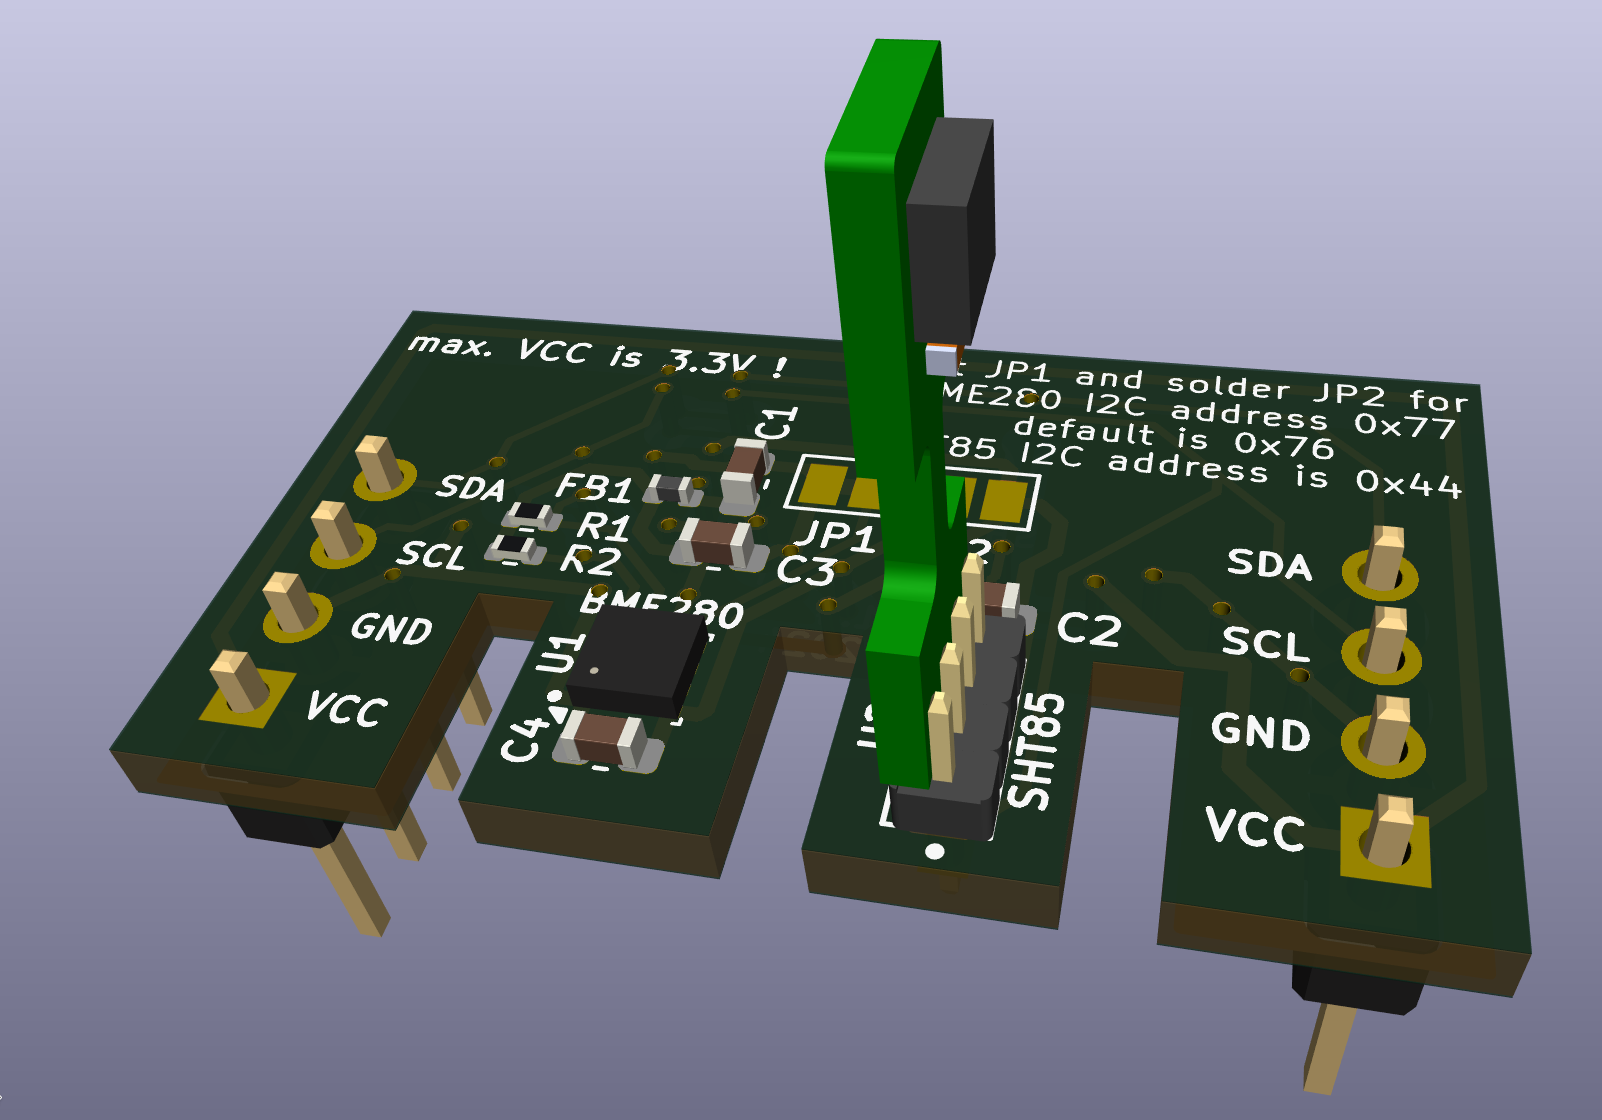 max. VCC is 3.3V !
JP1 and solder JP2 for
ME280 I2C address 0x77
default is 0x76
T85 I2C address is 0x44
C1
SDA
FB1
R1
SCL
R2
JP1
2
C3
BME280
GND
U1
VCC
C4
C2
SHT85
SDA
SCL
GND
VCC